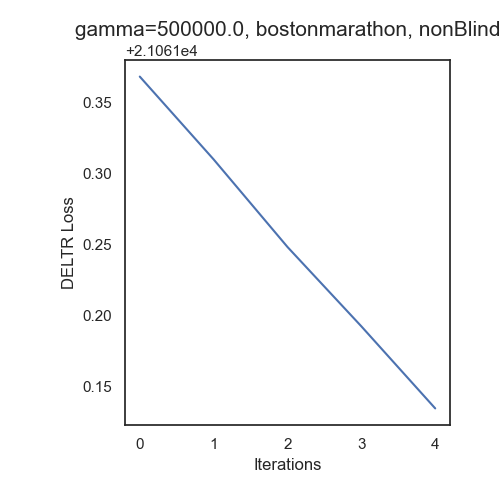 gamma=500000.0, bostonmarathon, nonBlind
+2.1061e4
0.35
0.30
0.25
0.20
0.15
DELTR Loss
0 1 2 3 4
Iterations